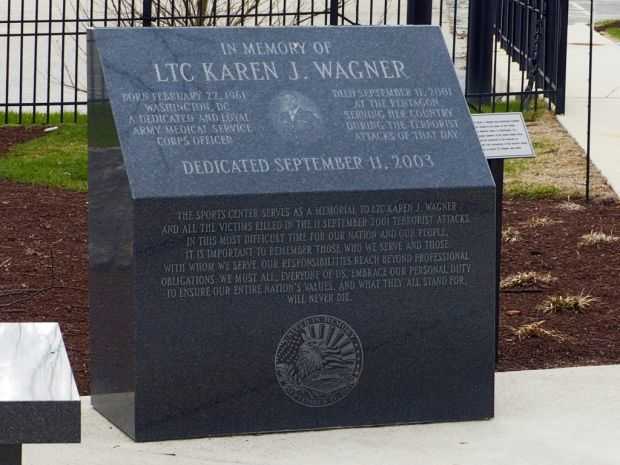 IN MEMORY OF
LTC KAREN J. WAGNER
BORN FEBRUARY 22, 1961
WASHINGTON, DC
A DEDICATED AND LOYAL
ARMY MEDICAL SERVICE
CORPS OFFICER
DIED SEPTEMBER 11, 2001
AT THE PENTAGON
SERVING HER COUNTRY
DURING THE TERRORIST
ATTACKS OF THAT DAY
DEDICATED SEPTEMBER 11, 2003
THE SPORTS CENTER SERVES AS A MEMORIAL TO LTC KAREN J. WAGNER
AND ALL THE VICTIMS KILLED IN THE 11 SEPTEMBER 2001 TERRORIST ATTACKS.
IN THIS MOST DIFFICULT TIME FOR OUR NATION AND OUR PEOPLE,
IT IS IMPORTANT TO REMEMBER THOSE WHO WE SERVE AND THOSE
WITH WHOM WE SERVE. OUR RESPONSIBILITIES REACH BEYOND PROFESSIONAL
OBLIGATIONS. WE MUST ALL, EVERYONE OF US, EMBRACE OUR PERSONAL DUTY
TO ENSURE OUR ENTIRE NATION'S VALUES, AND WHAT THEY ALL STAND FOR,
WILL NEVER DIE.